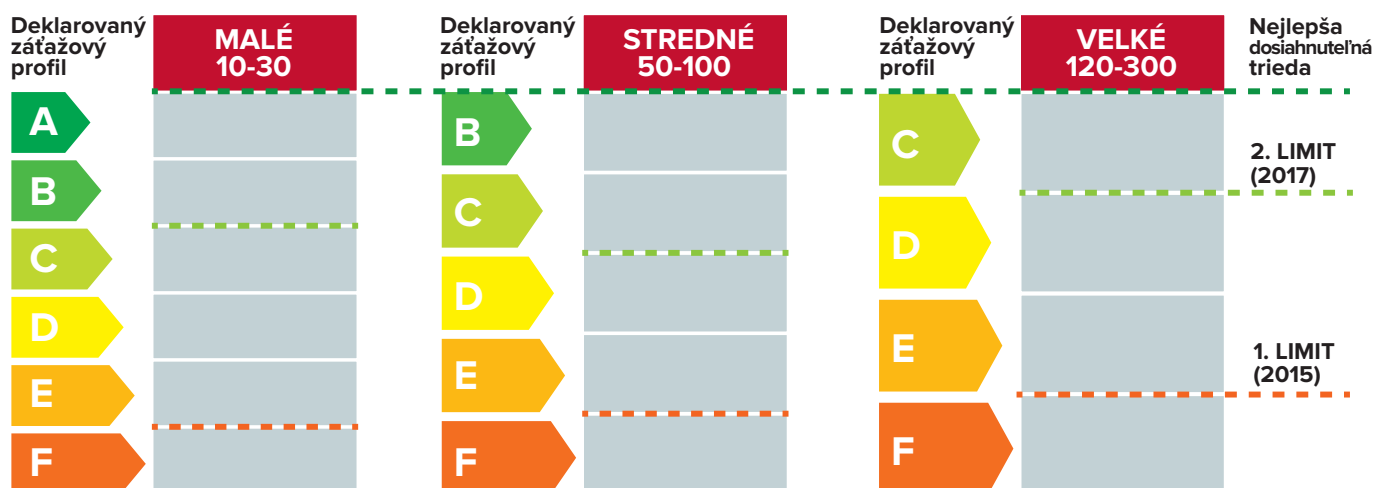 Deklarovaný
záťažový
profil
MALÉ
10-30
A
B
C
D
E
F
Deklarovaný
záťažový
profil
STREDNÉ
50-100
B
C
D
E
F
Deklarovaný
záťažový
profil
VELKÉ
120-300
C
D
E
F
Nejlepša
dosiahnuteľná
trieda
2. LIMIT
(2017)
1. LIMIT
(2015)